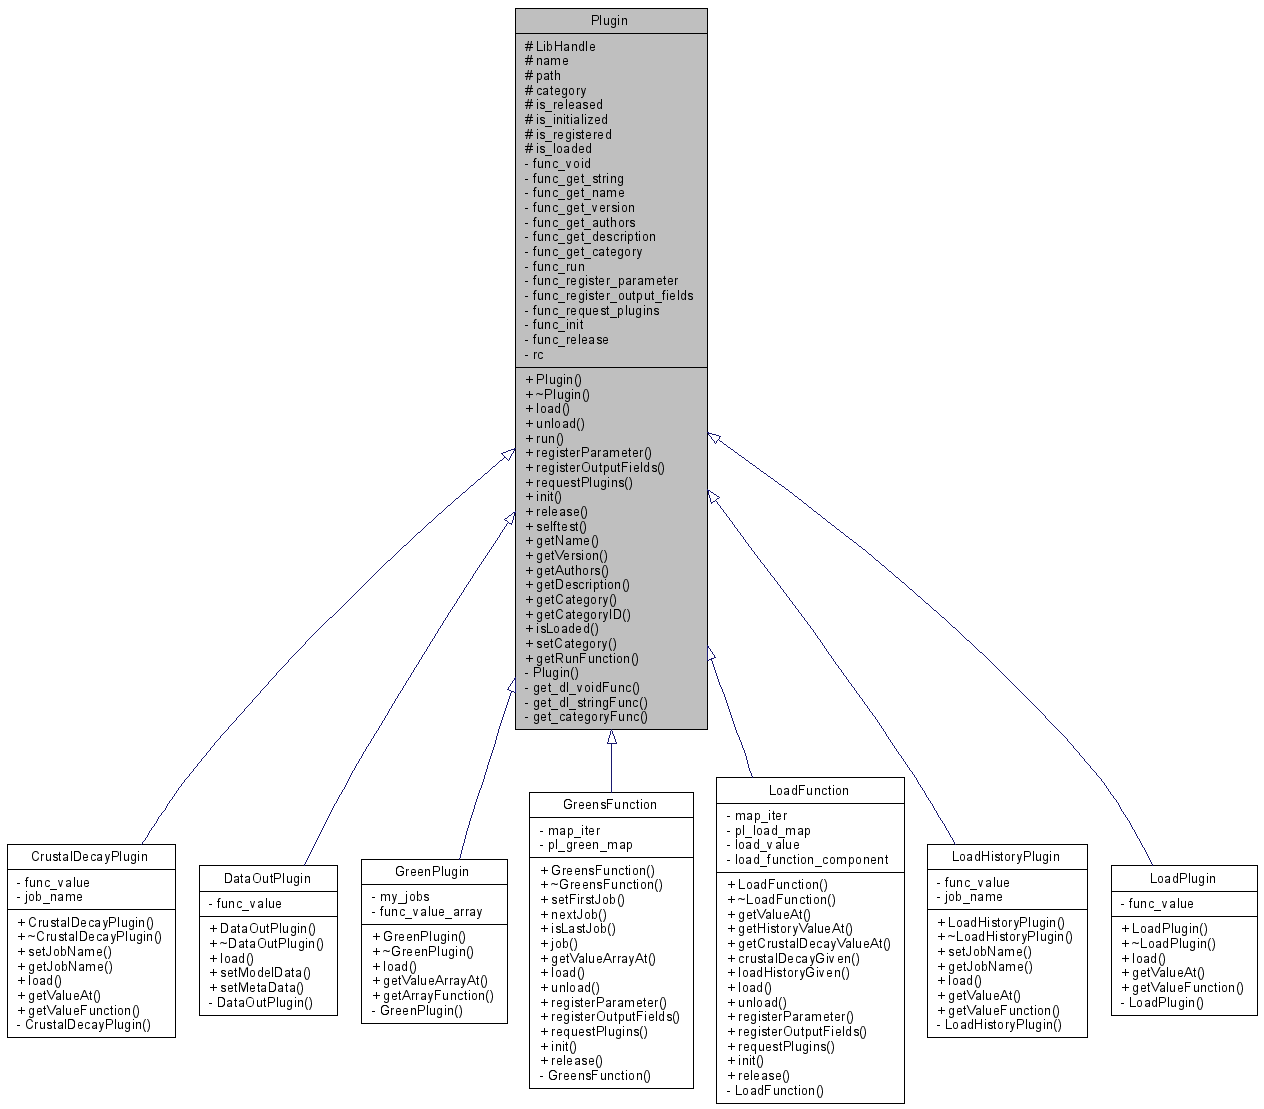 Plugin
# LibHandle
# name
# path
# category
# is_released
# is_initialized
# is_registered
# is_loaded
- func_void
- func_get_string
- func_get_name
- func_get_version
- func_get_authors
- func_get_description
- func_get_category
- func_run
- func_register_parameter
- func_register_output_fields
- func_request_plugins
- func_init
- func_release
- rc
+ Plugin()
+ ~Plugin()
+ load()
+ unload()
+ run()
+ registerParameter()
+ registerOutputFields()
+ requestPlugins()
+ init()
+ release()
+ selftest()
+ getName()
+ getVersion()
+ getAuthors()
+ getDescription()
+ getCategory()
+ getCategoryID()
+ isLoaded()
+ setCategory()
+ getRunFunction()
- Plugin()
- get_dl_voidFunc()
- get_dl_stringFunc()
- get_categoryFunc()
CrustalDecayPlugin
- func_value
- job_name
+ CrustalDecayPlugin()
+ ~CrustalDecayPlugin()
+ setJobName()
+ getJobName()
+ load()
+ getValueAt()
+ getValueFunction()
- CrustalDecayPlugin()
DataOutPlugin
- func_value
+ DataOutPlugin()
+ ~DataOutPlugin()
+ load()
+ setModelData()
+ setMetaData()
- DataOutPlugin()
GreenPlugin
- my_jobs
- func_value_array
+ GreenPlugin()
+ ~GreenPlugin()
+ load()
+ getValueArrayAt()
+ getArrayFunction()
- GreenPlugin()
GreensFunction
- map_iter
- pl_green_map
+ GreensFunction()
+ ~GreensFunction()
+ setFirstJob()
+ nextJob()
+ isLastJob()
+ job()
+ getValueArrayAt()
+ load()
+ unload()
+ registerParameter()
+ registerOutputFields()
+ requestPlugins()
+ init()
+ release()
- GreensFunction()
LoadFunction
- map_iter
- pl_load_map
- load_value
- load_function_component
+ LoadFunction()
+ ~LoadFunction()
+ getValueAt()
+ getHistoryValueAt()
+ getCrustalDecayValueAt()
+ crustalDecayGiven()
+ loadHistoryGiven()
+ load()
+ unload()
+ registerParameter()
+ registerOutputFields()
+ requestPlugins()
+ init()
+ release()
- LoadFunction()
LoadHistoryPlugin
- func_value
- job_name
+ LoadHistoryPlugin()
+ ~LoadHistoryPlugin()
+ setJobName()
+ getJobName()
+ load()
+ getValueAt()
+ getValueFunction()
- LoadHistoryPlugin()
LoadPlugin
- func_value
+ LoadPlugin()
+ ~LoadPlugin()
+ load()
+ getValueAt()
+ getValueFunction()
- LoadPlugin()